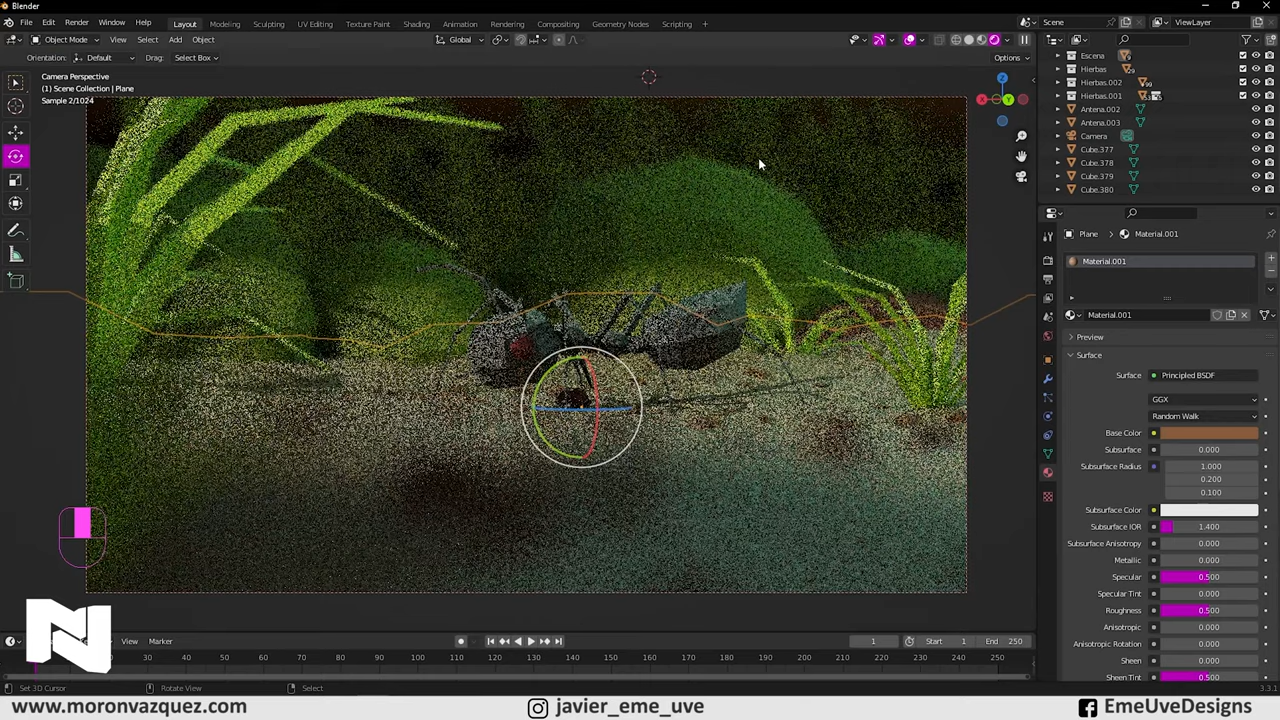 Blender
File Edit Render Window Help Layout Modeling Sculpting UV Editing Texture Paint Shading Animation Rendering Compositing Geometry Nodes Scripting + Scene ViewLayer
Object Mode View Select Add Object Global
Orientation: Default Drag: Select Box Options
Camera Perspective
(1) Scene Collection | Plane
Sample 2/1024
Escena
Hierbas
Hierbas.002
Hierbas.001
Antena.002
Antena.003
Camera
Cube.377
Cube.378
Cube.379
Cube.380
Plane > Material.001
Material.001
Material.001
Preview
Surface
Surface Principled BSDF
GGX
Random Walk
Base Color
Subsurface 0.000
Subsurface Radius 1.000
0.200
0.100
Subsurface Color
Subsurface IOR 1.400
Subsurface Anisotropy 0.000
Metallic 0.000
Specular 0.500
Specular Tint 0.000
Roughness 0.500
Anisotropic 0.000
Anisotropic Rotation 0.000
Sheen 0.000
Sheen Tint 0.500
View Marker 1 Start 1 End 250
10 20 30 40 50 60 70 80 90 100 110 120 130 140 150 160 170 180 190 200 210 220 230 240 250
Set 3D Cursor Rotate View Select 3.3.1
www.moronvazquez.com javier_eme_uve EmeUveDesigns